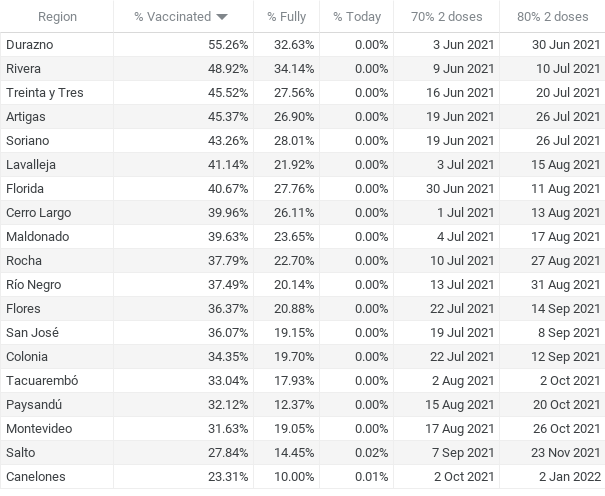 Region % Vaccinated % Fully % Today 70% 2 doses 80% 2 doses
Durazno 55.26% 32.63% 0.00% 3 Jun 2021 30 Jun 2021
Rivera 48.92% 34.14% 0.00% 9 Jun 2021 10 Jul 2021
Treinta y Tres 45.52% 27.56% 0.00% 16 Jun 2021 20 Jul 2021
Artigas 45.37% 26.90% 0.00% 19 Jun 2021 26 Jul 2021
Soriano 43.26% 28.01% 0.00% 19 Jun 2021 26 Jul 2021
Lavalleja 41.14% 21.92% 0.00% 3 Jul 2021 15 Aug 2021
Florida 40.67% 27.76% 0.00% 30 Jun 2021 11 Aug 2021
Cerro Largo 39.96% 26.11% 0.00% 1 Jul 2021 13 Aug 2021
Maldonado 39.63% 23.65% 0.00% 4 Jul 2021 17 Aug 2021
Rocha 37.79% 22.70% 0.00% 10 Jul 2021 27 Aug 2021
Río Negro 37.49% 20.14% 0.00% 13 Jul 2021 31 Aug 2021
Flores 36.37% 20.88% 0.00% 22 Jul 2021 14 Sep 2021
San José 36.07% 19.15% 0.00% 19 Jul 2021 8 Sep 2021
Colonia 34.35% 19.70% 0.00% 22 Jul 2021 12 Sep 2021
Tacuarembó 33.04% 17.93% 0.00% 2 Aug 2021 2 Oct 2021
Paysandú 32.12% 12.37% 0.00% 15 Aug 2021 20 Oct 2021
Montevideo 31.63% 19.05% 0.00% 17 Aug 2021 26 Oct 2021
Salto 27.84% 14.45% 0.02% 7 Sep 2021 23 Nov 2021
Canelones 23.31% 10.00% 0.01% 2 Oct 2021 2 Jan 2022